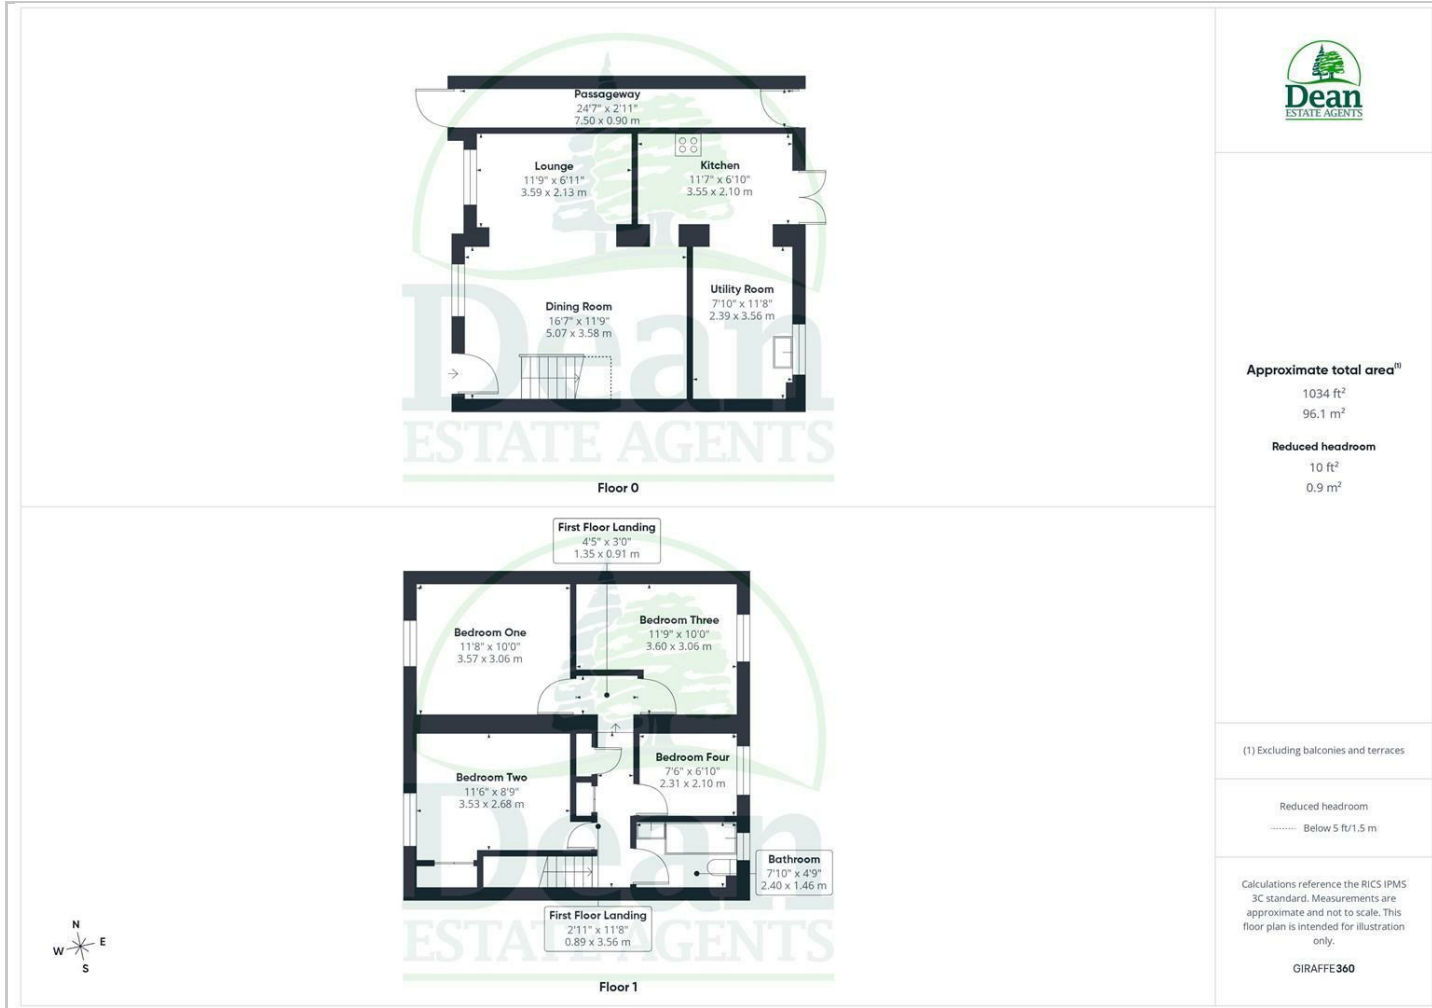 Passageway
24'7" x 2'11"
7.50 x 0.90 m
Lounge
11'9" x 6'11"
3.59 x 2.13 m
Kitchen
11'7" x 6'10"
3.55 x 2.10 m
Dining Room
16'7" x 11'9"
5.07 x 3.58 m
Utility Room
7'10" x 11'8"
2.39 x 3.56 m
Dean
ESTATE AGENTS
Floor 0
First Floor Landing
4'5" x 3'0"
1.35 x 0.91 m
Bedroom One
11'8" x 10'0"
3.57 x 3.06 m
Bedroom Three
11'9" x 10'0"
3.60 x 3.06 m
Bedroom Two
11'6" x 8'9"
3.53 x 2.68 m
Bedroom Four
7'6" x 6'10"
2.31 x 2.10 m
Bathroom
7'10" x 4'9"
2.40 x 1.46 m
First Floor Landing
2'11" x 11'8"
0.89 x 3.56 m
Dean
ESTATE AGENTS
Floor 1
N
W E
S
Dean
ESTATE AGENTS
Approximate total area(1)
1034 ft²
96.1 m²
Reduced headroom
10 ft²
0.9 m²
(1) Excluding balconies and terraces
Reduced headroom
Below 5 ft/1.5 m
Calculations reference the RICS IPMS
3C standard. Measurements are
approximate and not to scale. This
floor plan is intended for illustration
only.
GIRAFFE360